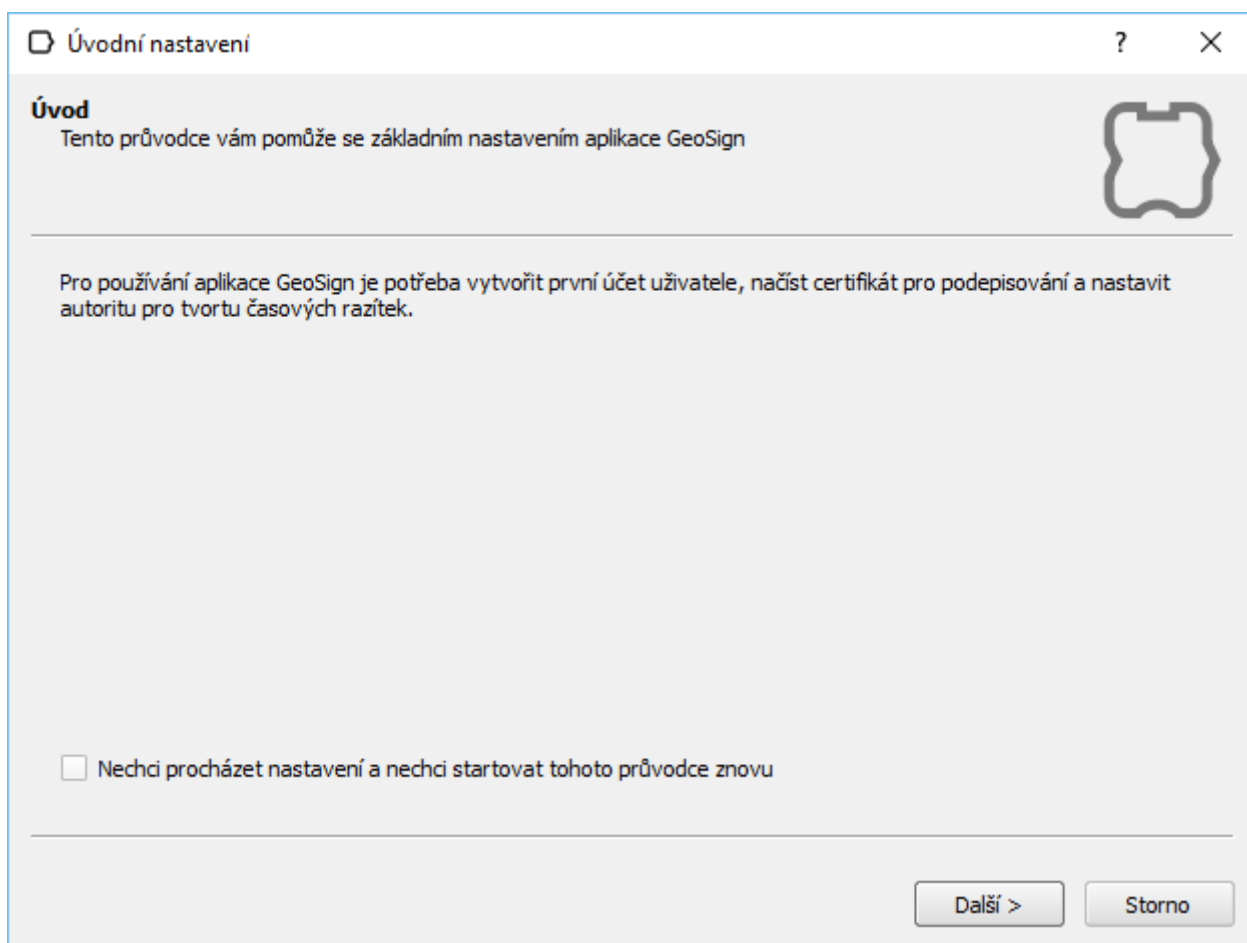 Úvodní nastavení
Úvod
Tento průvodce vám pomůže se základním nastavením aplikace GeoSign
Pro používání aplikace GeoSign je potřeba vytvořit první účet uživatele, načíst certifikát pro podepisování a nastavit
autoritu pro tvortu časových razítek.
Nechci procházet nastavení a nechci startovat tohoto průvodce znovu
Další >
Storno